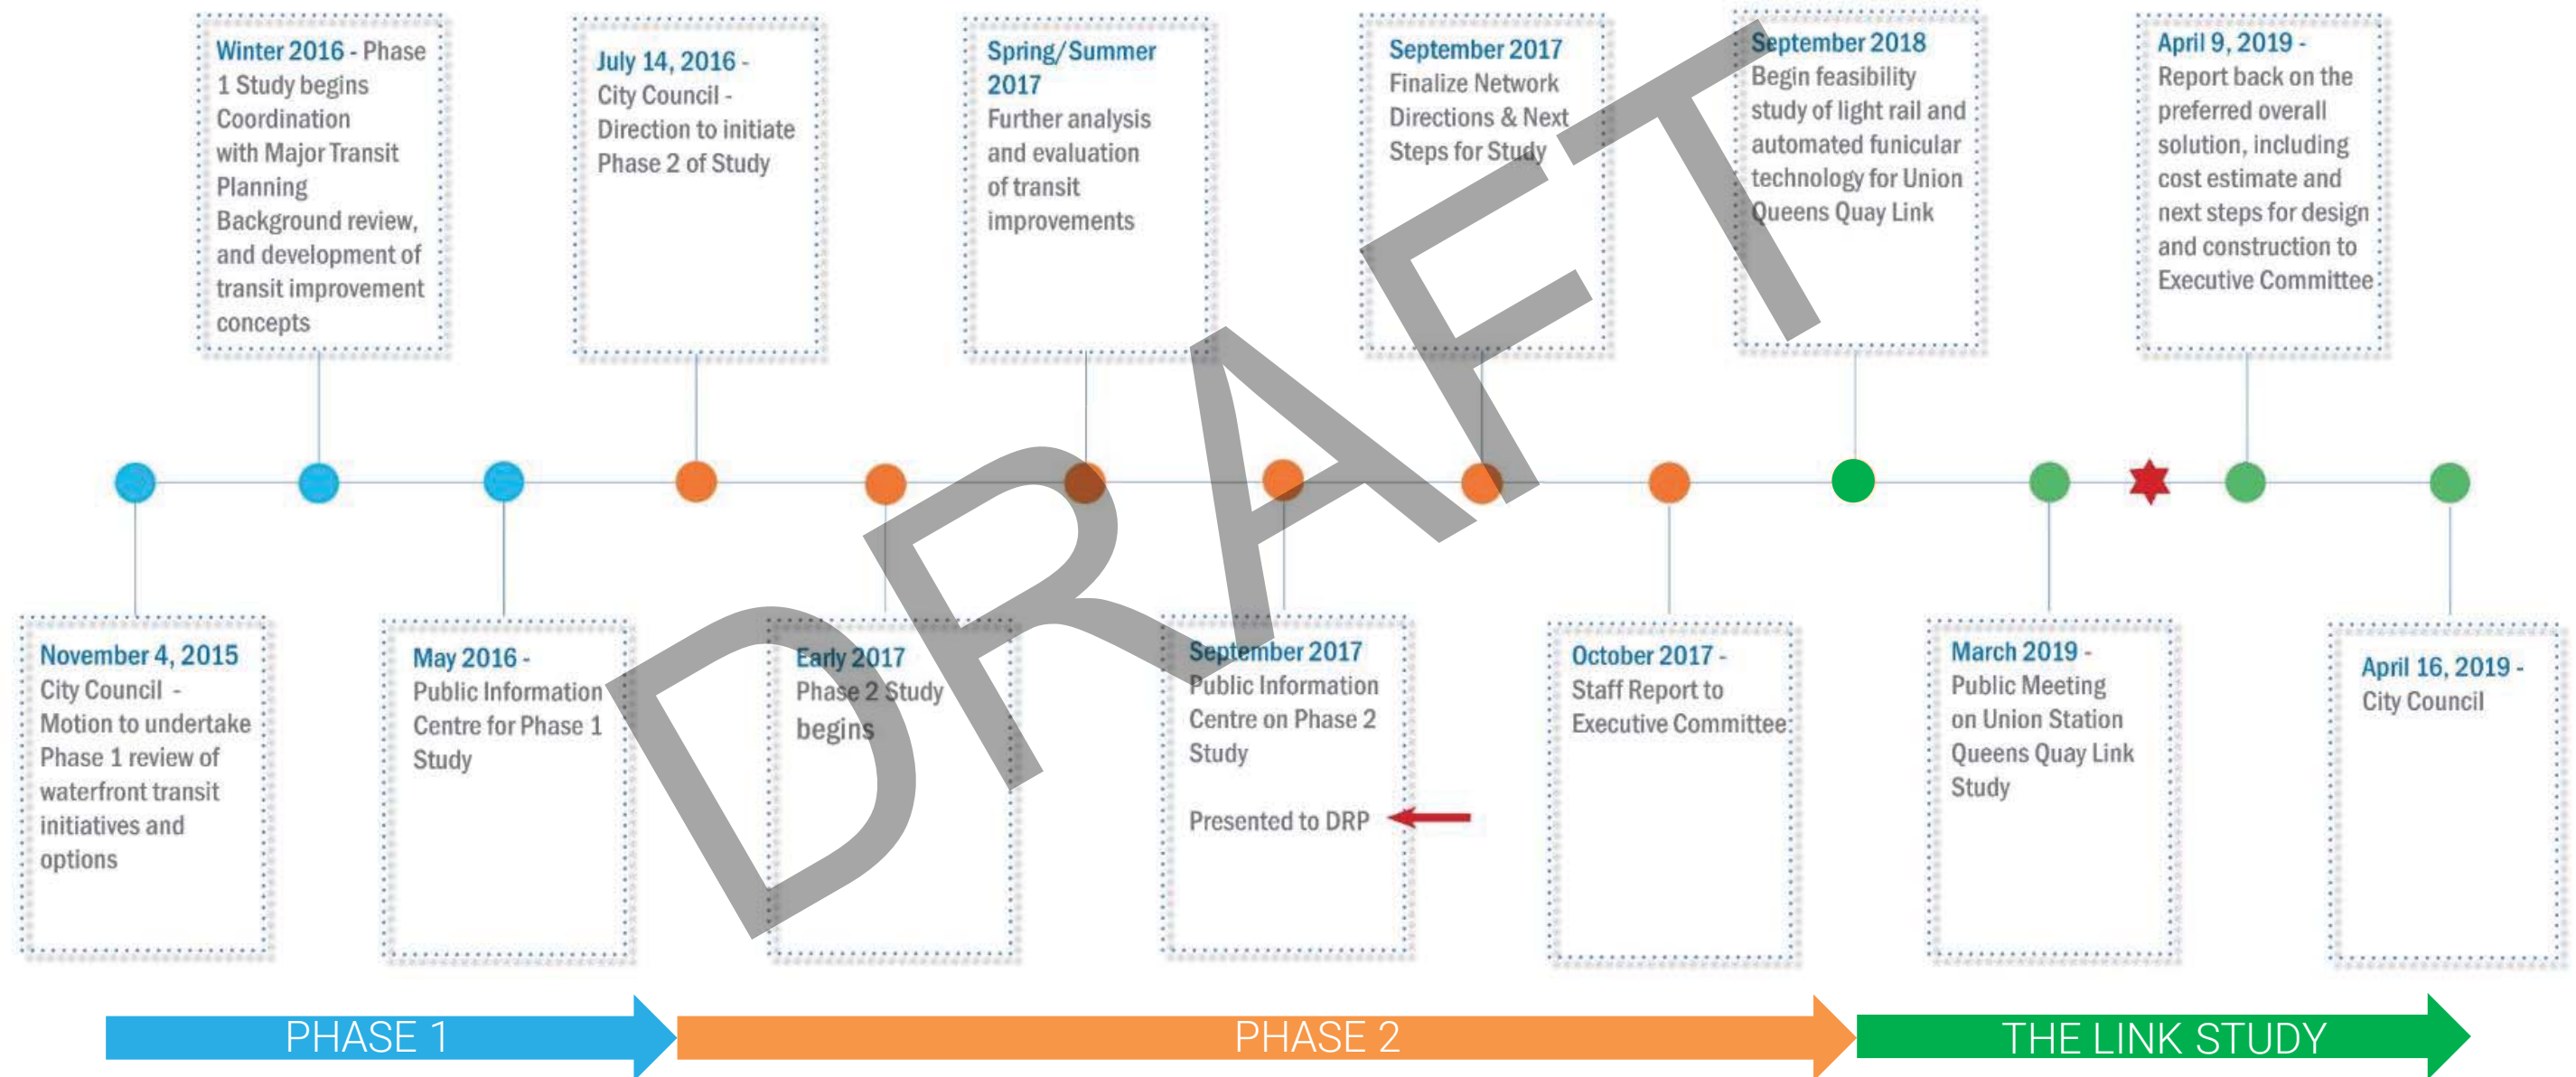 Winter 2016 - Phase
1 Study begins
Coordination
with Major Transit
Planning
Background review,
and development of
transit improvement
concepts
July 14, 2016 -
City Council -
Direction to initiate
Phase 2 of Study
Spring/Summer
2017
Further analysis
and evaluation
of transit
improvements
September 2017
Finalize Network
Directions & Next
Steps for Study
September 2018
Begin feasibility
study of light rail and
automated funicular
technology for Union
Queens Quay Link
April 9, 2019 -
Report back on the
preferred overall
solution, including
cost estimate and
next steps for design
and construction to
Executive Committee
DRAFT
November 4, 2015
City Council -
Motion to undertake
Phase 1 review of
waterfront transit
initiatives and
options
May 2016 -
Public Information
Centre for Phase 1
Study
Early 2017
Phase 2 Study
begins
September 2017
Public Information
Centre on Phase 2
Study
Presented to DRP
October 2017 -
Staff Report to
Executive Committee
March 2019 -
Public Meeting
on Union Station
Queens Quay Link
Study
April 16, 2019 -
City Council
PHASE 1
PHASE 2
THE LINK STUDY